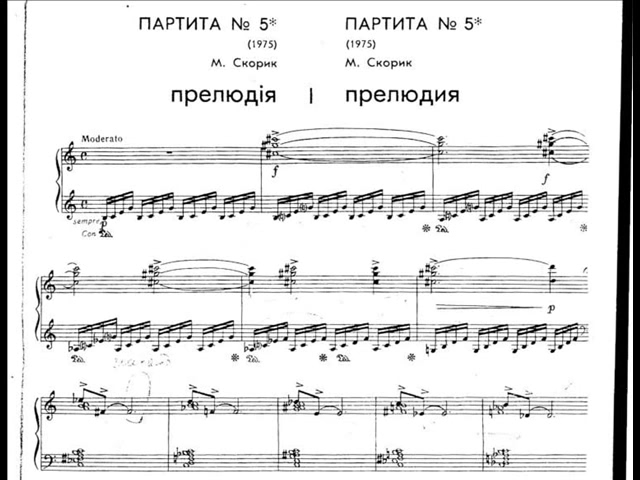 ПАРТИТА № 5* ПАРТИТА № 5*
(1975) (1975)
М. Скорик М. Скорик
прелюдія I прелюдия
Moderato
f
f
sempre p
Con
p